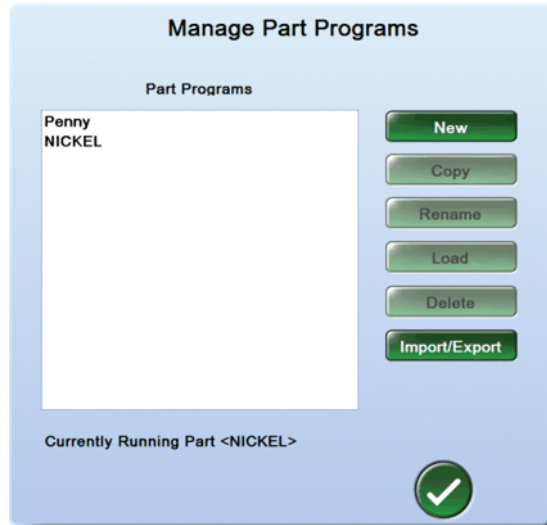 Manage Part Programs
Part Programs
Penny
NICKEL
New
Copy
Rename
Load
Delete
Import/Export
Currently Running Part <NICKEL>